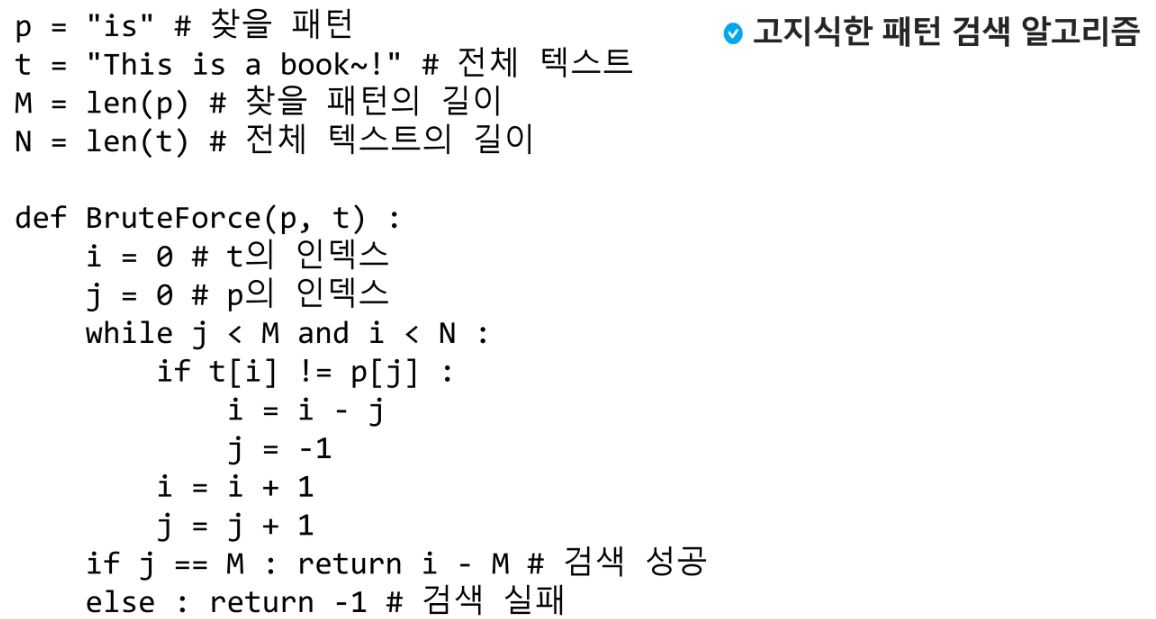 고지식한 패턴 검색 알고리즘
p = "is" # 찾을 패턴
t = "This is a book~!" # 전체 텍스트
M = len(p) # 찾을 패턴의 길이
N = len(t) # 전체 텍스트의 길이

def BruteForce(p, t) :
    i = 0 # t의 인덱스
    j = 0 # p의 인덱스
    while j < M and i < N :
        if t[i] != p[j] :
            i = i - j
            j = -1
        i = i + 1
        j = j + 1
    if j == M : return i - M # 검색 성공
    else : return -1 # 검색 실패